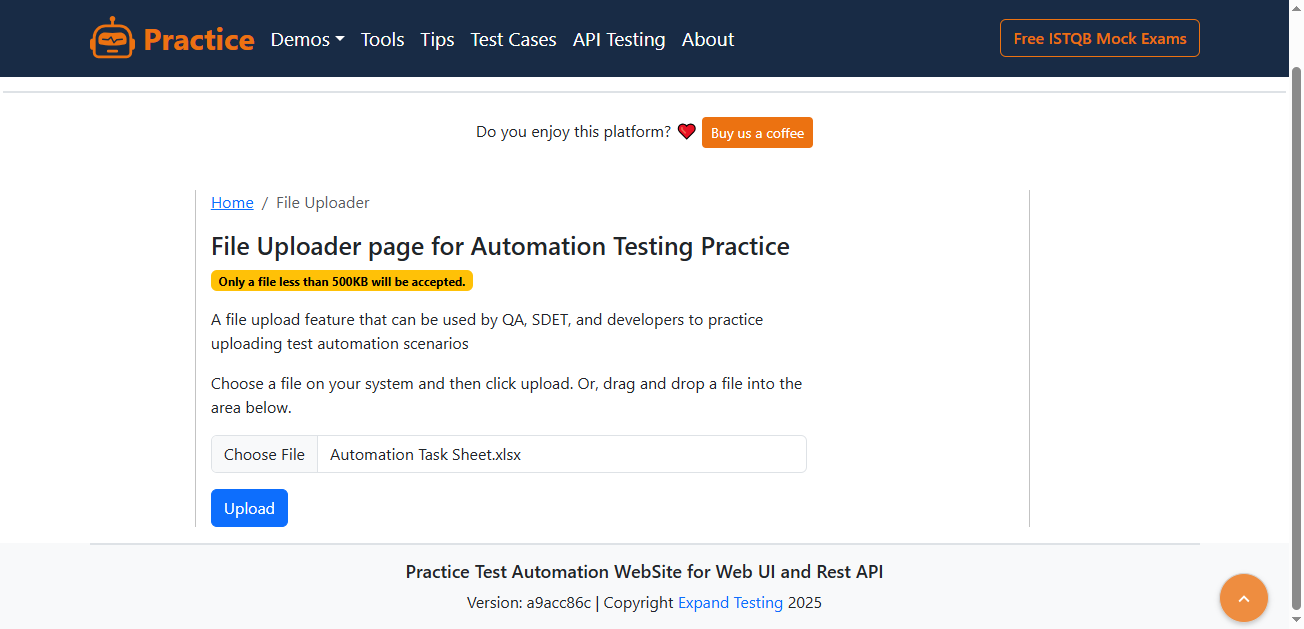 Practice Demos Tools Tips Test Cases API Testing About Free ISTQB Mock Exams
Do you enjoy this platform? Buy us a coffee
Home / File Uploader
File Uploader page for Automation Testing Practice
Only a file less than 500KB will be accepted.
A file upload feature that can be used by QA, SDET, and developers to practice
uploading test automation scenarios
Choose a file on your system and then click upload. Or, drag and drop a file into the
area below.
Choose File Automation Task Sheet.xlsx
Upload
Practice Test Automation WebSite for Web UI and Rest API
Version: a9acc86c | Copyright Expand Testing 2025